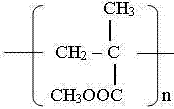 CH₃
CH₂ — C
CH₃OOC
n